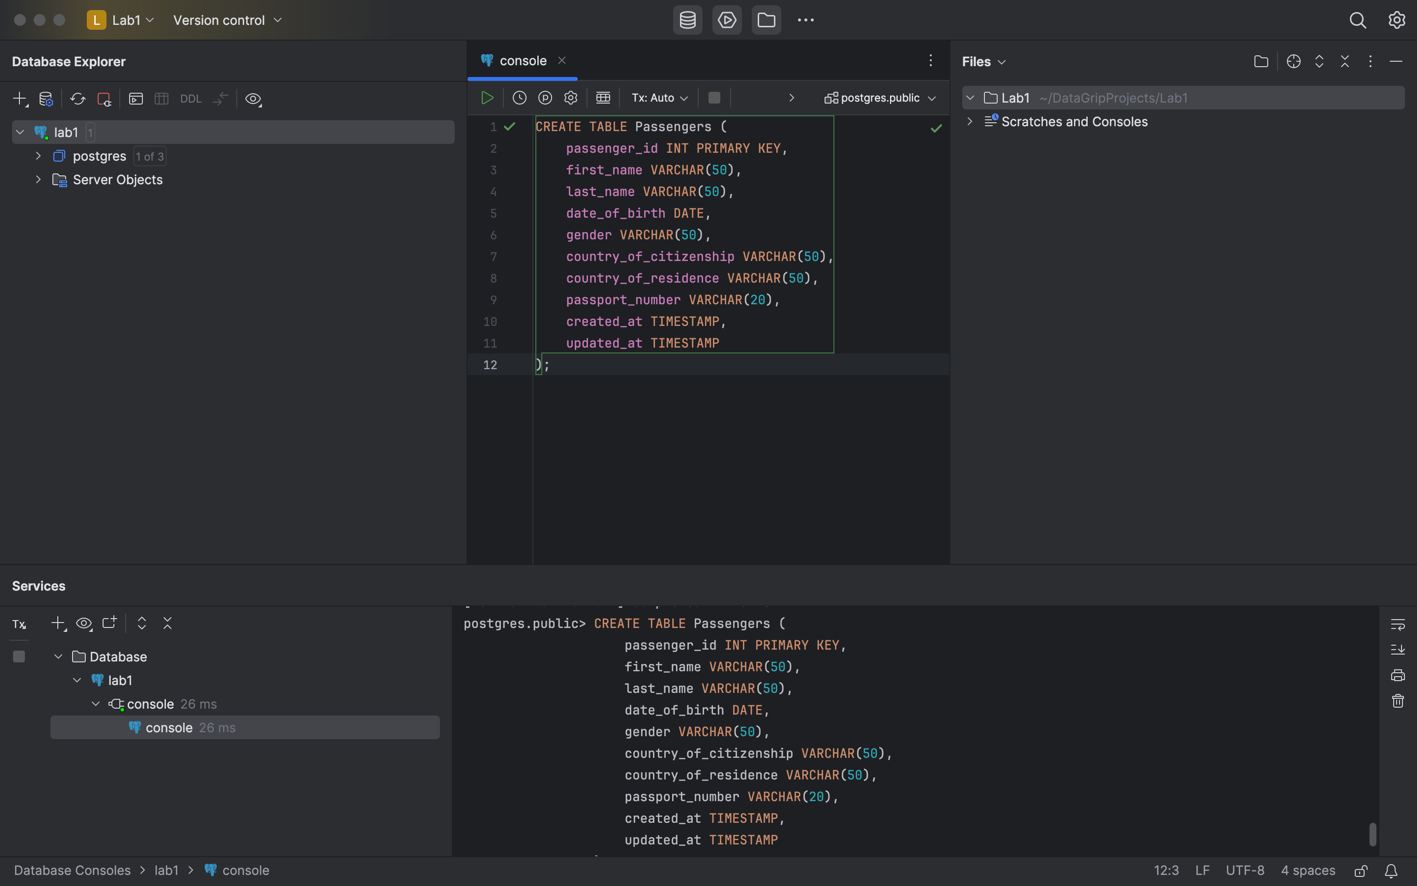 L Lab1 Version control
Database Explorer
DDL
lab1 1
postgres 1 of 3
Server Objects
console
Tx: Auto postgres.public
1 CREATE TABLE Passengers (
2 passenger_id INT PRIMARY KEY,
3 first_name VARCHAR(50),
4 last_name VARCHAR(50),
5 date_of_birth DATE,
6 gender VARCHAR(50),
7 country_of_citizenship VARCHAR(50),
8 country_of_residence VARCHAR(50),
9 passport_number VARCHAR(20),
10 created_at TIMESTAMP,
11 updated_at TIMESTAMP
12 );
Files
Lab1 ~/DataGripProjects/Lab1
Scratches and Consoles
Services
Tx
Database
lab1
console 26 ms
console 26 ms
postgres.public> CREATE TABLE Passengers (
passenger_id INT PRIMARY KEY,
first_name VARCHAR(50),
last_name VARCHAR(50),
date_of_birth DATE,
gender VARCHAR(50),
country_of_citizenship VARCHAR(50),
country_of_residence VARCHAR(50),
passport_number VARCHAR(20),
created_at TIMESTAMP,
updated_at TIMESTAMP
Database Consoles > lab1 > console
12:3 LF UTF-8 4 spaces